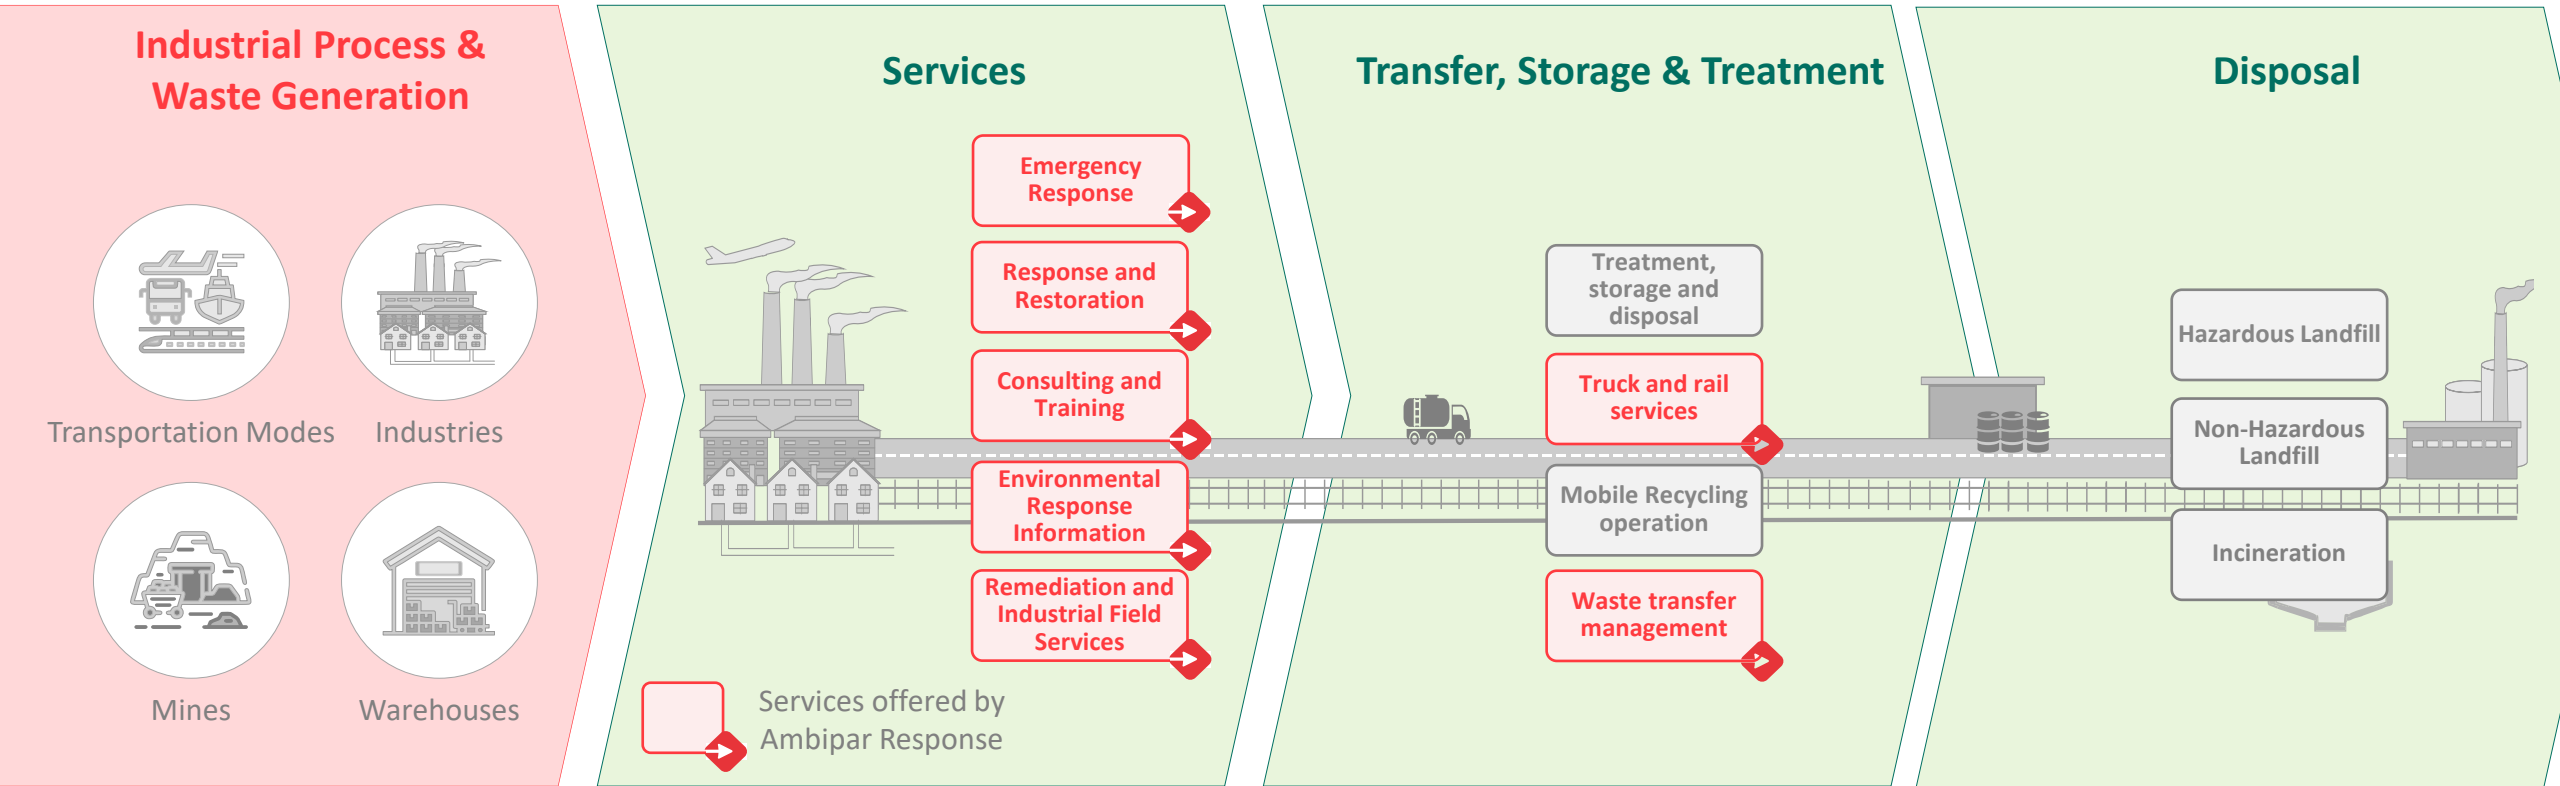 Industrial Process &
Waste Generation
Transportation Modes
Industries
Mines
Warehouses
Services
Emergency
Response
Response and
Restoration
Consulting and
Training
Environmental
Response
Information
Remediation and
Industrial Field
Services
Services offered by
Ambipar Response
Transfer, Storage & Treatment
Treatment,
storage and
disposal
Truck and rail
services
Mobile Recycling
operation
Waste transfer
management
Disposal
Hazardous Landfill
Non-Hazardous
Landfill
Incineration